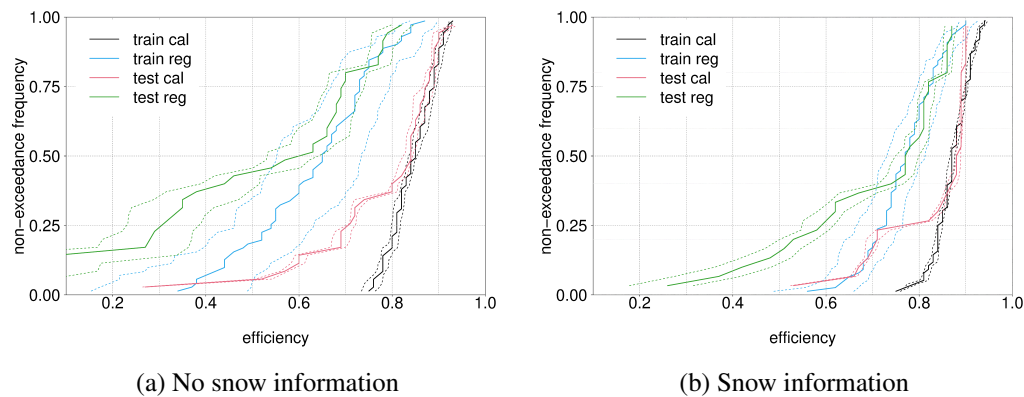 non−exceedance frequency
1.00
0.75
0.50
0.25
0.00
train cal
train reg
test cal
test reg
0.2 0.4 0.6 0.8 1.0
efficiency
(a) No snow information
non−exceedance frequency
1.00
0.75
0.50
0.25
0.00
train cal
train reg
test cal
test reg
0.2 0.4 0.6 0.8 1.0
efficiency
(b) Snow information